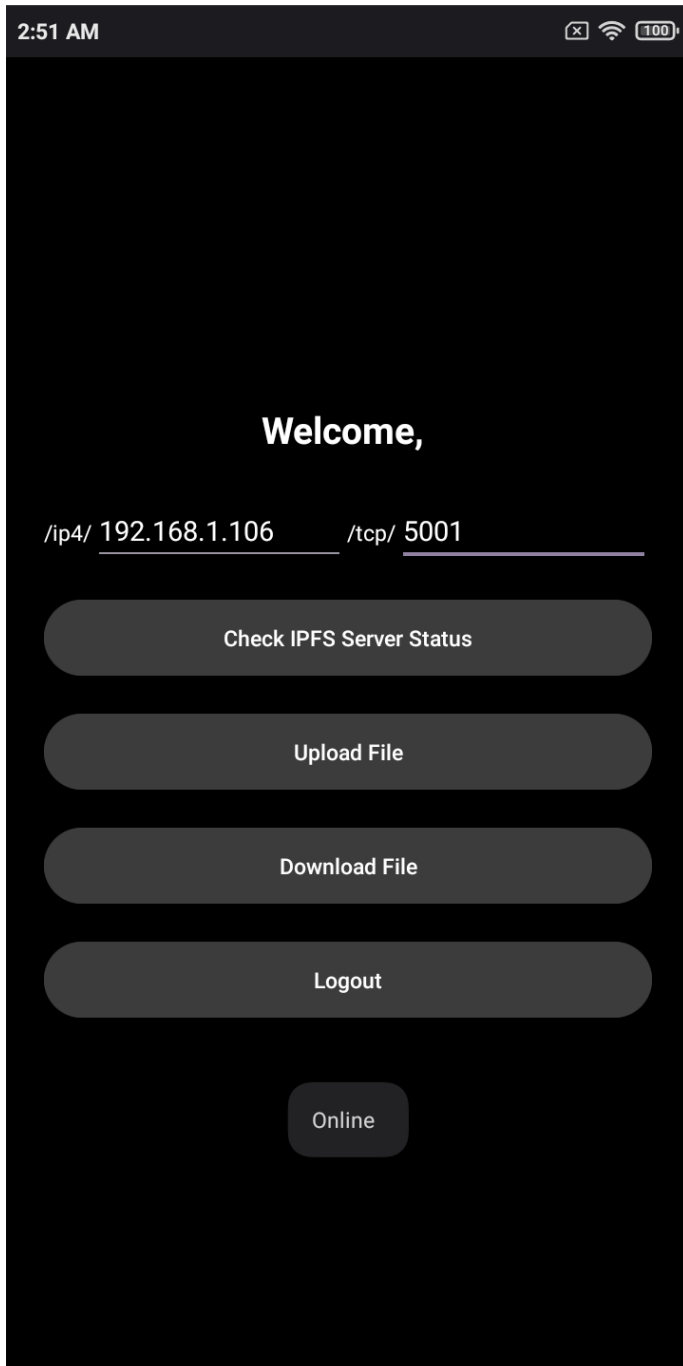 2:51 AM 100
Welcome,
/ip4/ 192.168.1.106 /tcp/ 5001
Check IPFS Server Status
Upload File
Download File
Logout
Online